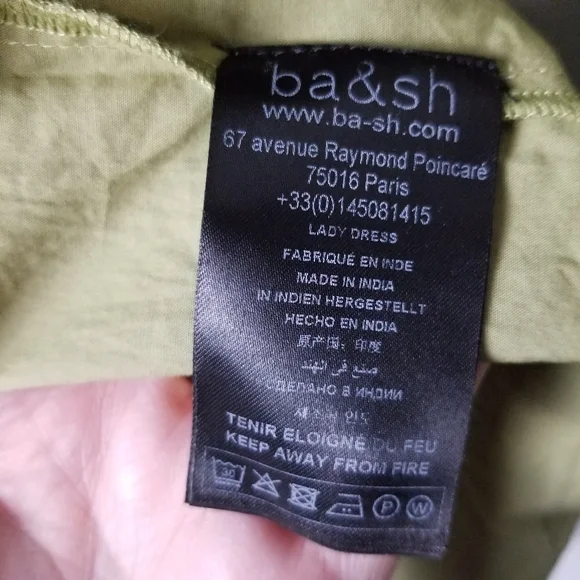 ba&sh
www.ba-sh.com
67 avenue Raymond Poincaré
75016 Paris
+33(0)145081415
LADY DRESS
FABRIQUÉ EN INDE
MADE IN INDIA
IN INDIEN HERGESTELLT
HECHO EN INDIA
原产国：印度
صنع في الهند
СДЕЛАНО В ИНДИИ
TENIR ELOIGNE DU FEU
KEEP AWAY FROM FIRE
30 P W